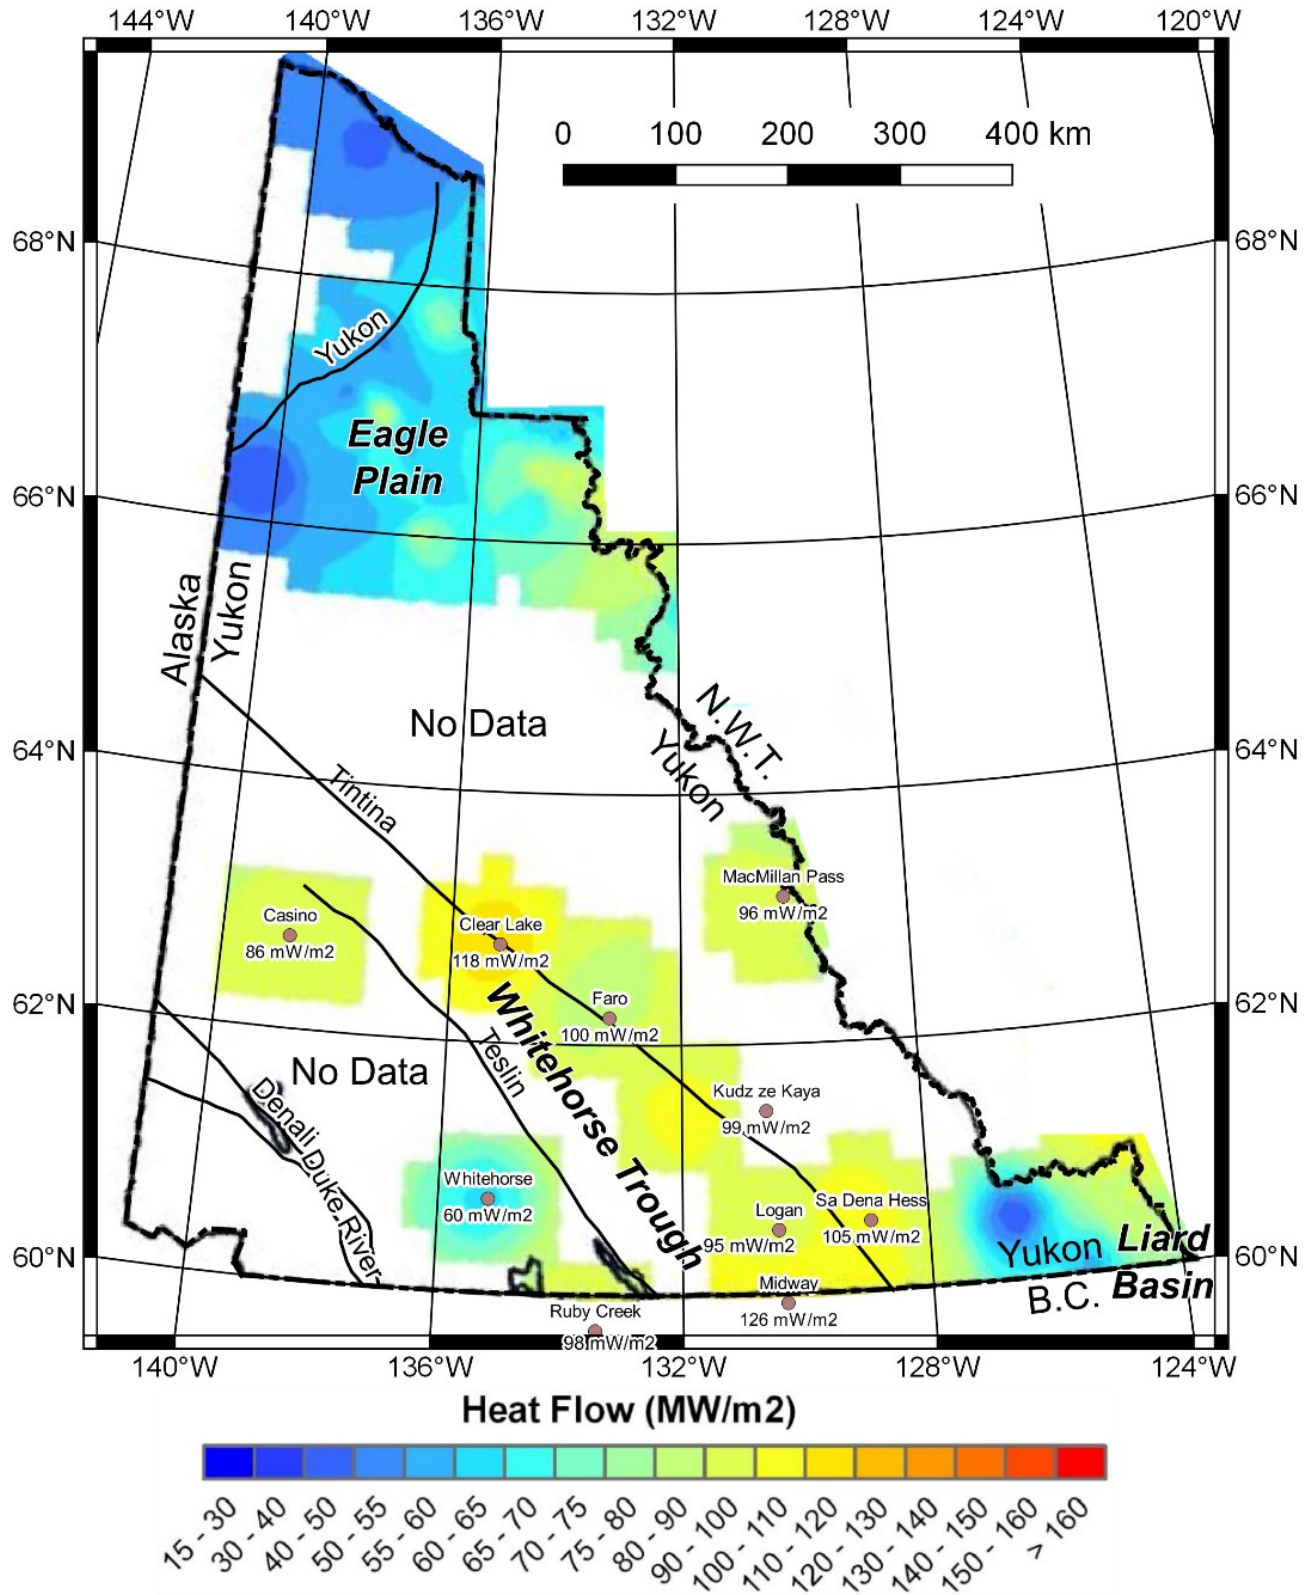 144°W 140°W 136°W 132°W 128°W 124°W 120°W
0 100 200 300 400 km
68°N 68°N
Yukon
Eagle
Plain
66°N 66°N
Alaska
Yukon
No Data
N.W.T.
Yukon
64°N 64°N
Tintina
MacMillan Pass
96 mW/m2
Casino
86 mW/m2
Clear Lake
118 mW/m2
Faro
100 mW/m2
62°N 62°N
Whitehorse Trough
Teslin
No Data
Denali
Duke River
Kudz ze Kaya
99 mW/m2
Whitehorse
60 mW/m2
Sa Dena Hess
105 mW/m2
Logan
95 mW/m2
60°N 60°N
Yukon
B.C.
Liard
Basin
Midway
126 mW/m2
Ruby Creek
98 mW/m2
140°W 136°W 132°W 128°W 124°W
Heat Flow (MW/m2)
15 - 30
30 - 40
40 - 50
50 - 55
55 - 60
60 - 65
65 - 70
70 - 75
75 - 80
80 - 90
90 - 100
100 - 110
110 - 120
120 - 130
130 - 140
140 - 150
150 - 160
> 160